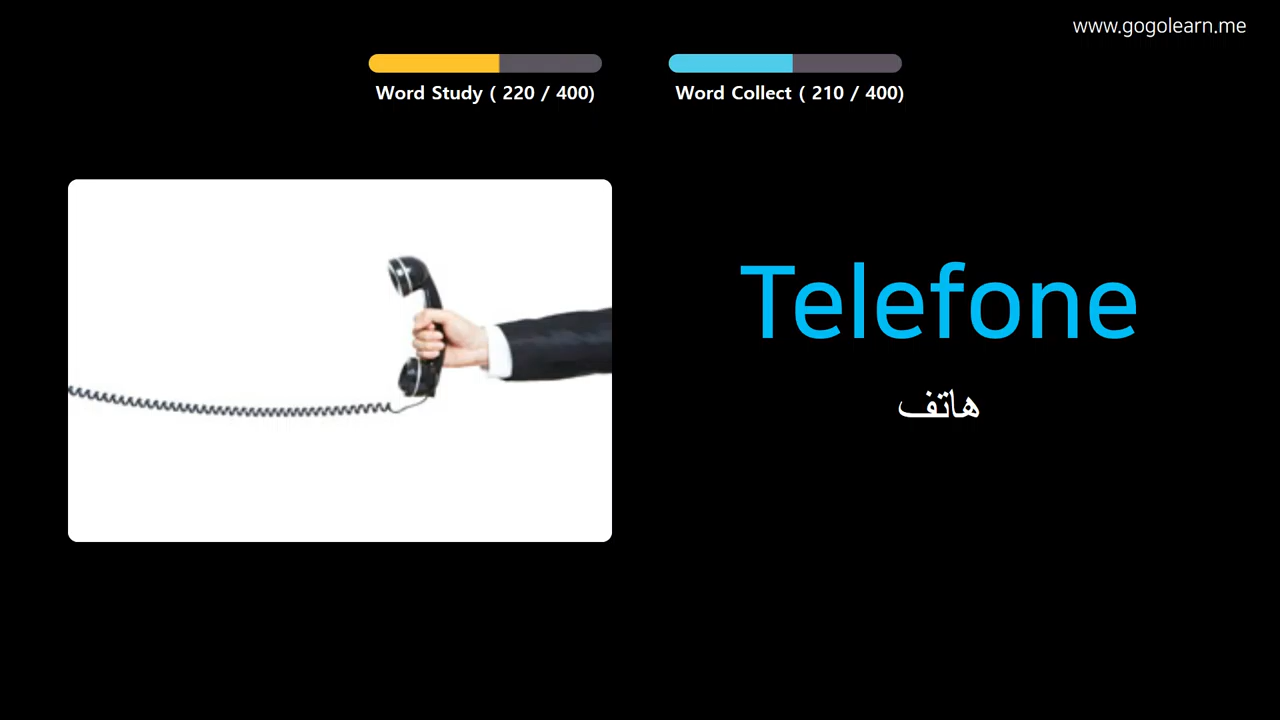 www.gogolearn.me
Word Study ( 220 / 400)
Word Collect ( 210 / 400)
Telefone
هاتف